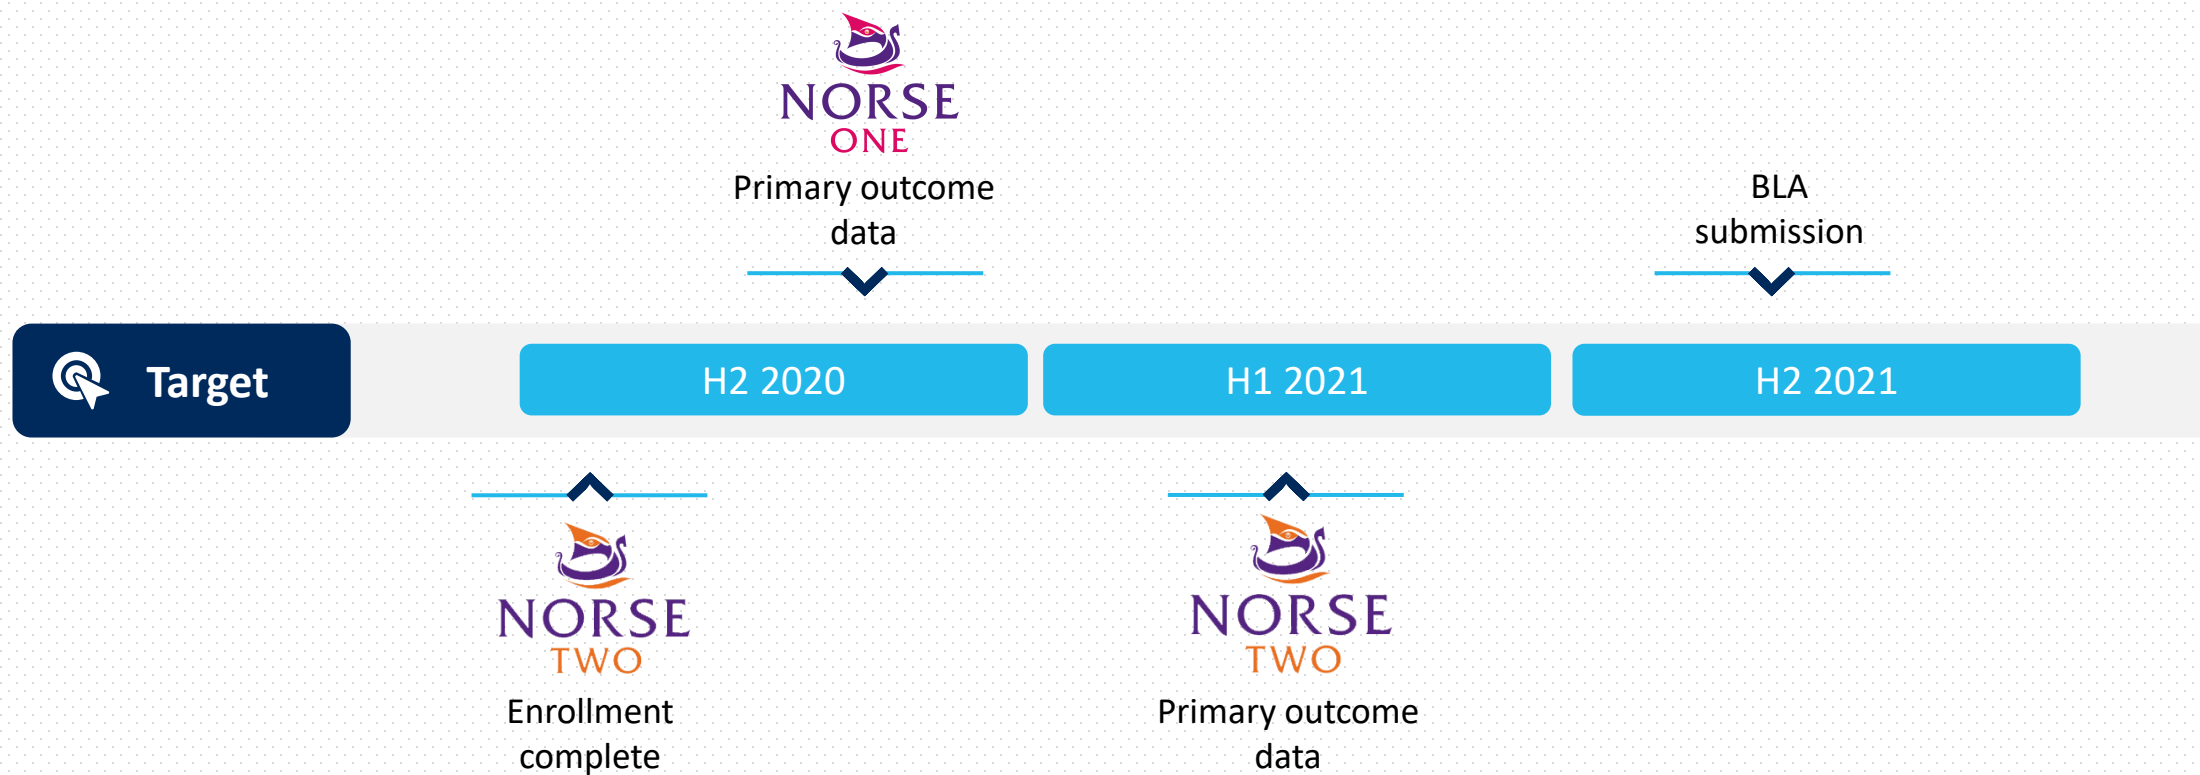 NORSE
ONE
Primary outcome
data
BLA
submission
Target
H2 2020
H1 2021
H2 2021
NORSE
TWO
Enrollment
complete
NORSE
TWO
Primary outcome
data